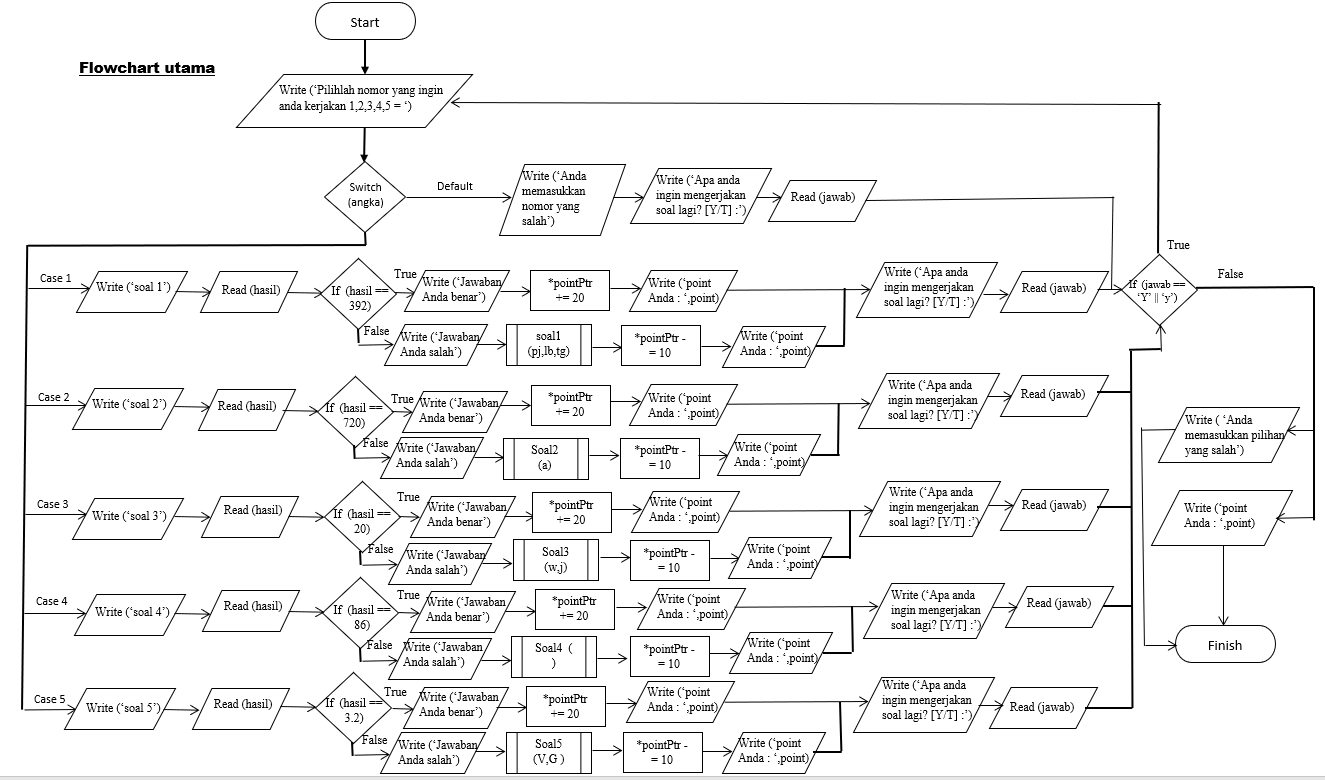 Start
Flowchart utama
Write (‘Pilihlah nomor yang ingin
anda kerjakan 1,2,3,4,5 = ‘)
Switch
(angka)
Default
Write (‘Anda
memasukkan
nomor yang
salah’)
Write (‘Apa anda
ingin mengerjakan
soal lagi? [Y/T] :’)
Read (jawab)
True
False
If (jawab ==
‘Y’ || ‘y’)
Case 1
Write (‘soal 1’)
Read (hasil)
If (hasil ==
392)
True
Write (‘Jawaban
Anda benar’)
*pointPtr
+= 20
Write (‘point
Anda : ‘,point)
Write (‘Apa anda
ingin mengerjakan
soal lagi? [Y/T] :’)
Read (jawab)
False
Write (‘Jawaban
Anda salah’)
soal1
(pj,lb,tg)
*pointPtr -
= 10
Write (‘point
Anda : ‘,point)
Case 2
Write (‘soal 2’)
Read (hasil)
If (hasil ==
720)
True
Write (‘Jawaban
Anda benar’)
*pointPtr
+= 20
Write (‘point
Anda : ‘,point)
Write (‘Apa anda
ingin mengerjakan
soal lagi? [Y/T] :’)
Read (jawab)
False
Write (‘Jawaban
Anda salah’)
Soal2
(a)
*pointPtr -
= 10
Write (‘point
Anda : ‘,point)
Write ( ‘Anda
memasukkan pilihan
yang salah’)
Case 3
Write (‘soal 3’)
Read (hasil)
If (hasil ==
20)
True
Write (‘Jawaban
Anda benar’)
*pointPtr
+= 20
Write (‘point
Anda : ‘,point)
Write (‘Apa anda
ingin mengerjakan
soal lagi? [Y/T] :’)
Read (jawab)
False
Write (‘Jawaban
Anda salah’)
Soal3
(w,j)
*pointPtr -
= 10
Write (‘point
Anda : ‘,point)
Write (‘point
Anda : ‘,point)
Case 4
Write (‘soal 4’)
Read (hasil)
If (hasil ==
86)
True
Write (‘Jawaban
Anda benar’)
*pointPtr
+= 20
Write (‘point
Anda : ‘,point)
Write (‘Apa anda
ingin mengerjakan
soal lagi? [Y/T] :’)
Read (jawab)
False
Write (‘Jawaban
Anda salah’)
Soal4 (
)
*pointPtr -
= 10
Write (‘point
Anda : ‘,point)
Finish
Case 5
Write (‘soal 5’)
Read (hasil)
If (hasil ==
3.2)
True
Write (‘Jawaban
Anda benar’)
*pointPtr
+= 20
Write (‘point
Anda : ‘,point)
Write (‘Apa anda
ingin mengerjakan
soal lagi? [Y/T] :’)
Read (jawab)
False
Write (‘Jawaban
Anda salah’)
Soal5
(V,G )
*pointPtr -
= 10
Write (‘point
Anda : ‘,point)